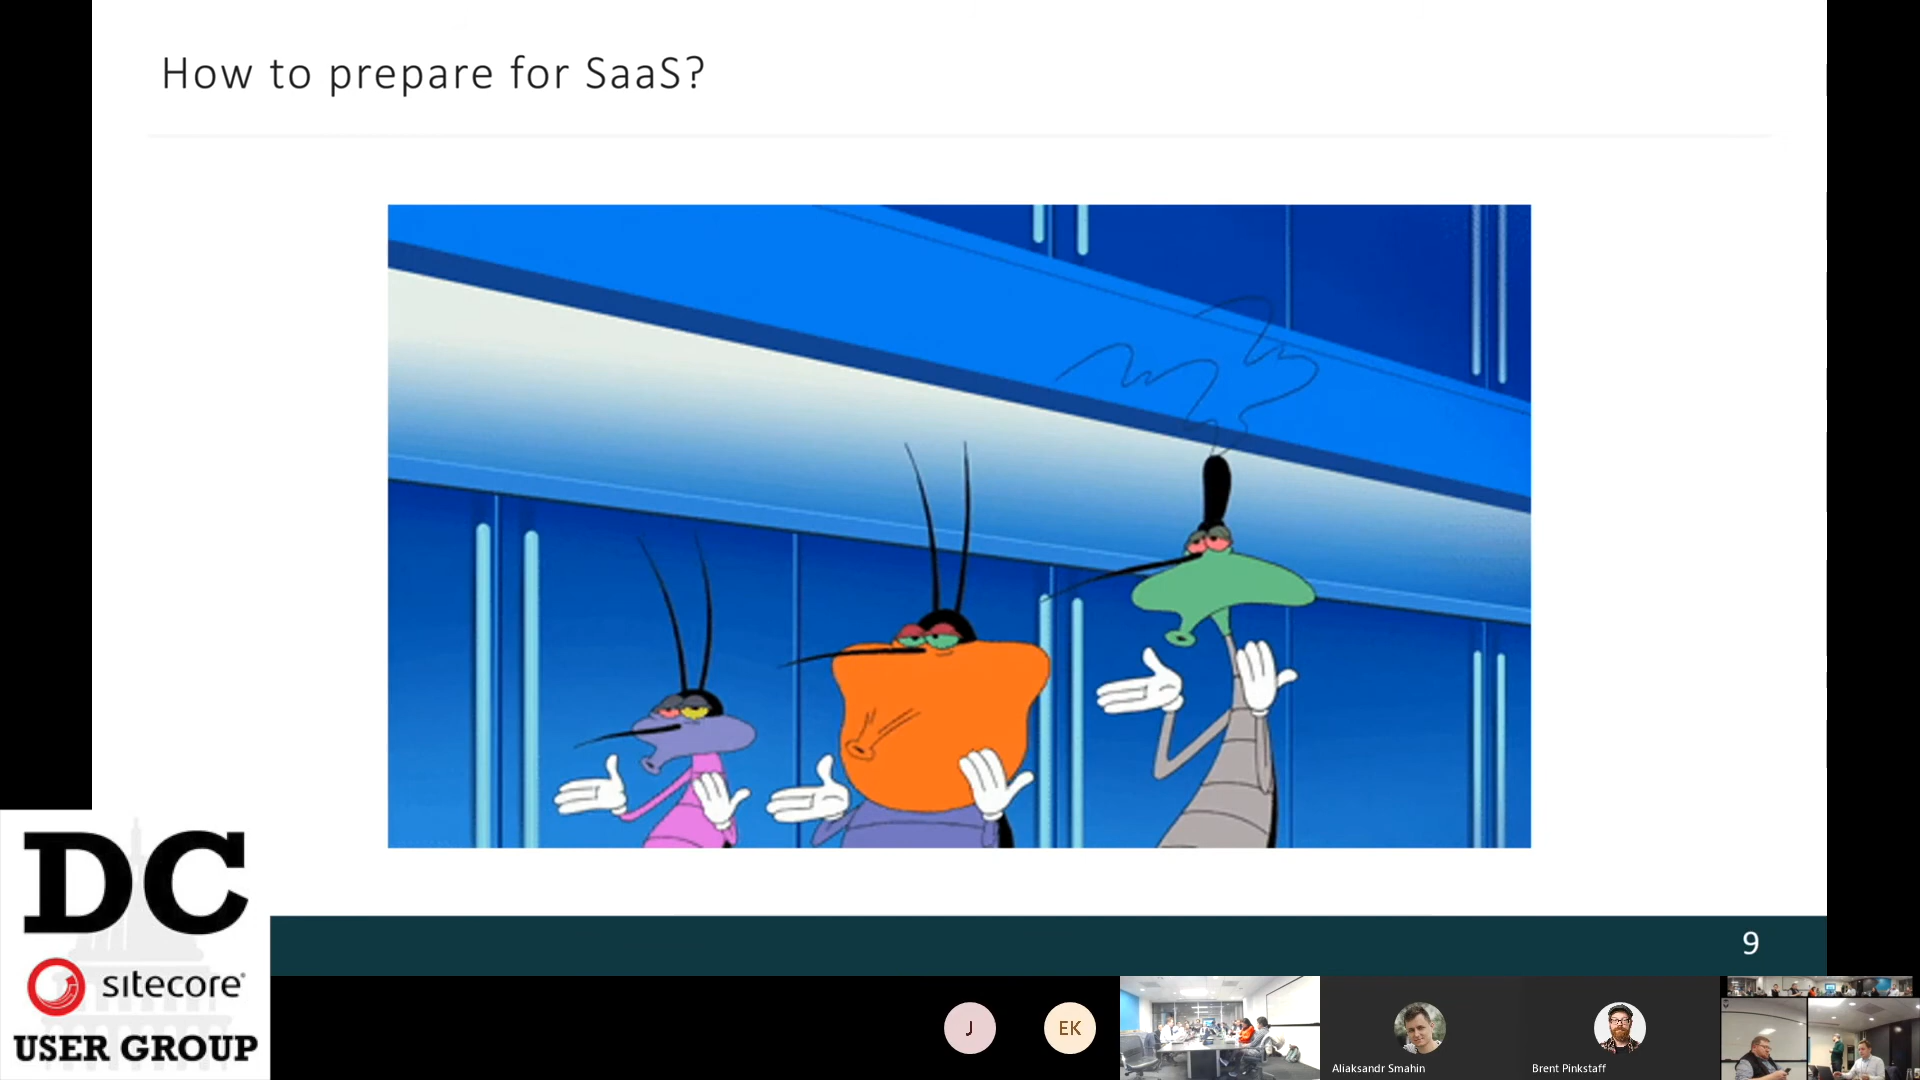 How to prepare for SaaS?
9
DC
sitecore
USER GROUP
J
EK
Aliaksandr Smahin
Brent Pinkstaff